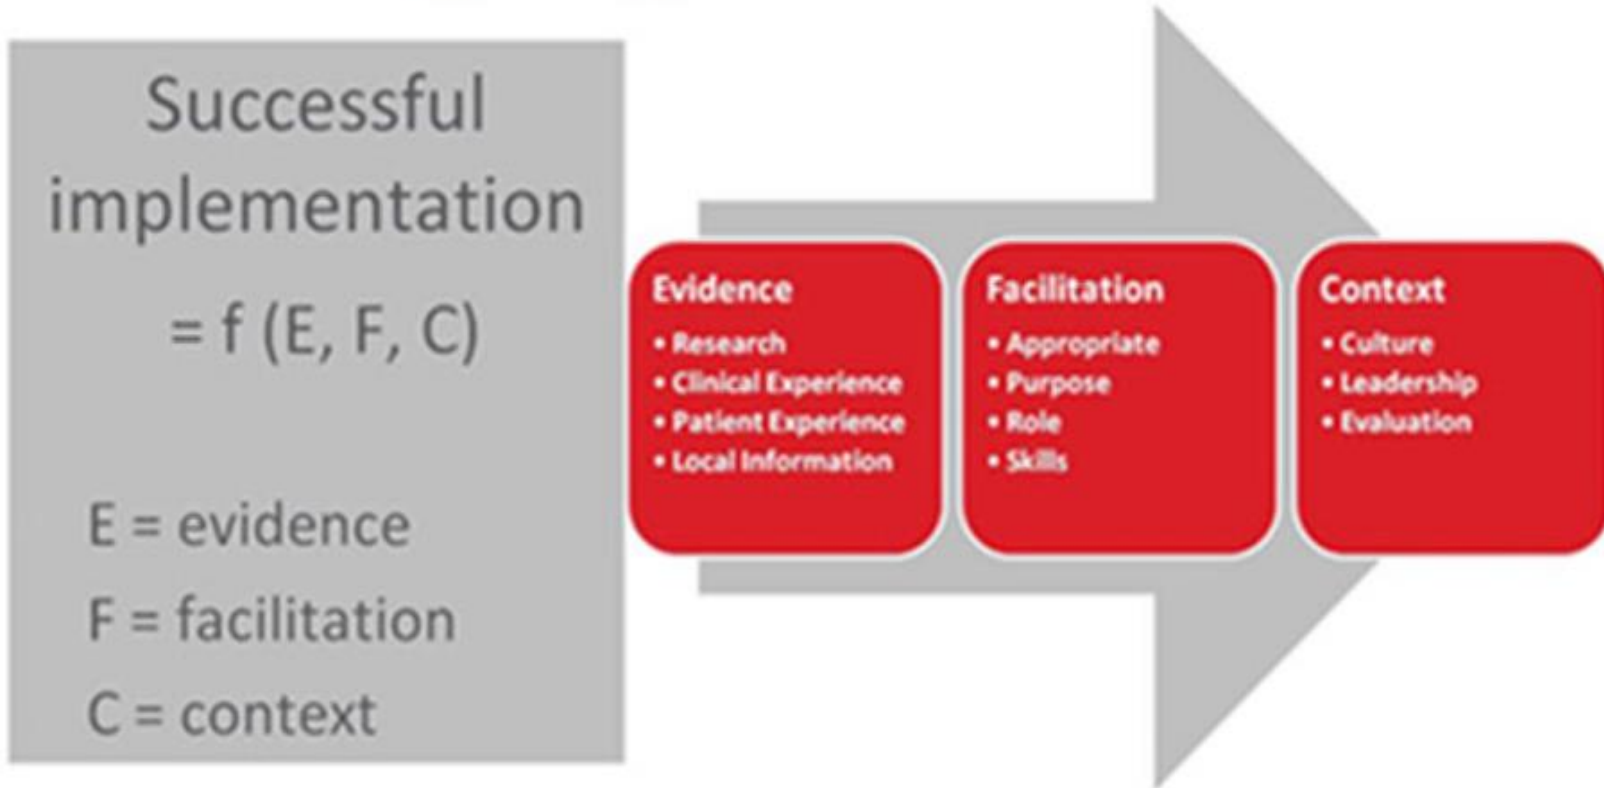 Successful
implementation
= f (E, F, C)
E = evidence
F = facilitation
C = context
Evidence
• Research
• Clinical Experience
• Patient Experience
• Local Information
Facilitation
• Appropriate
• Purpose
• Role
• Skills
Context
• Culture
• Leadership
• Evaluation